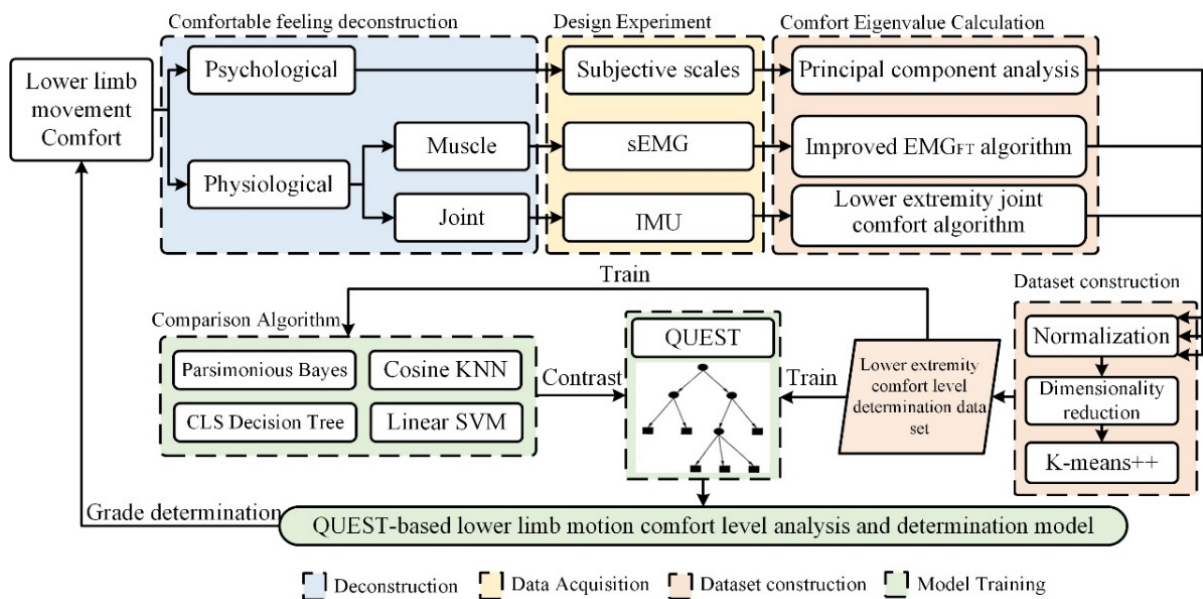 Comfortable feeling deconstruction
Design Experiment
Comfort Eigenvalue Calculation
Lower limb
movement
Comfort
Psychological
Subjective scales
Principal component analysis
Physiological
Muscle
sEMG
Improved EMGFT algorithm
Joint
IMU
Lower extremity joint
comfort algorithm
Train
Dataset construction
Comparison Algorithm
Parsimonious Bayes
Cosine KNN
CLS Decision Tree
Linear SVM
Contrast
QUEST
Train
Lower extremity
comfort level
determination data
set
Normalization
Dimensionality
reduction
K-means++
Grade determination
QUEST-based lower limb motion comfort level analysis and determination model
Deconstruction
Data Acquisition
Dataset construction
Model Training